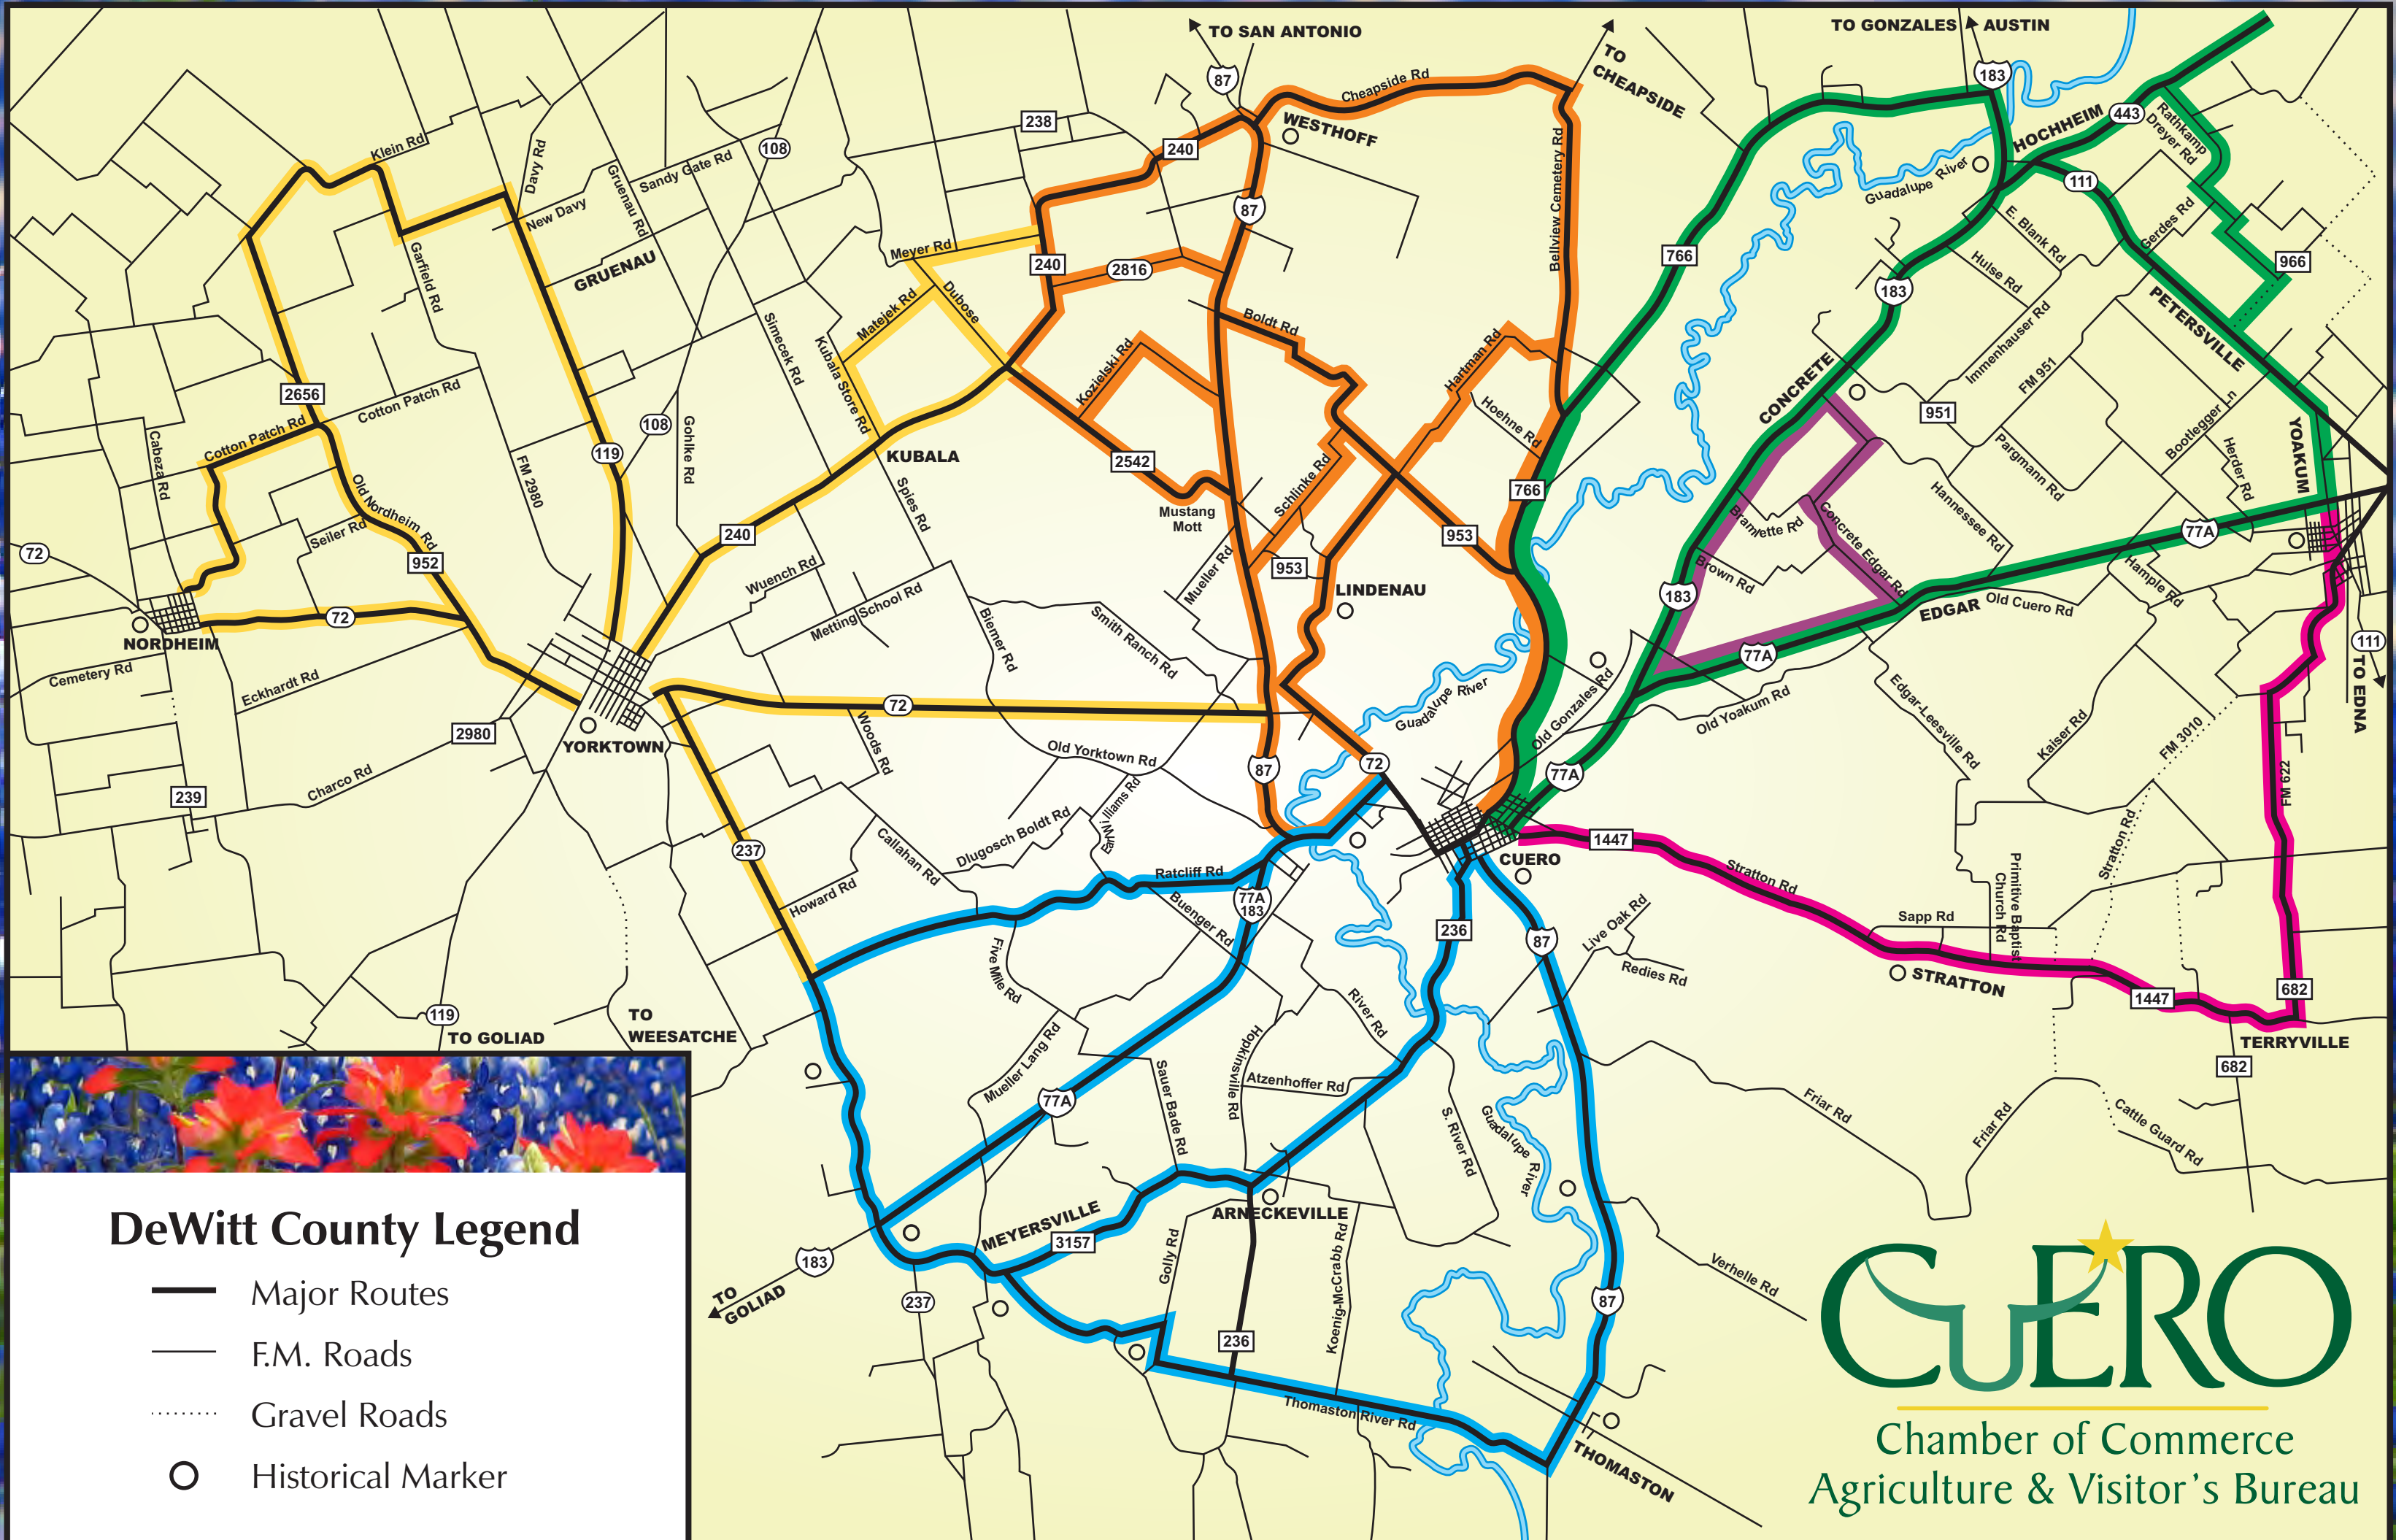 TO SAN ANTONIO
TO GONZALES
AUSTIN
TO
CHEAPSIDE
87
183
Cheapside Rd
WESTHOFF
238
240
108
Klein Rd
Davy Rd
Sandy Gate Rd
Gruenau Rd
New Davy
GRUENAU
Garfield Rd
Meyer Rd
240
2816
87
Bellview Cemetery Rd
766
Guadalupe River
HOCHHEIM
443
Rathkamp
Dreyer Rd
111
E. Blank Rd
Gerdes Rd
966
Hulse Rd
183
PETERSVILLE
Immenhauser Rd
FM 951
951
CONCRETE
Matejek Rd
Dubose
Simecek Rd
Kubala Store Rd
Boldt Rd
Kozielski Rd
Hartman Rd
Hoehne Rd
2656
Cotton Patch Rd
Cotton Patch Rd
Cabeza Rd
108
Gohlke Rd
119
FM 2980
KUBALA
2542
Mustang
Mott
Schlinke Rd
766
Bootlegger Ln
Herder Rd
YOAKUM
Pargmann Rd
Hannessee Rd
Bramlette Rd
Concrete Edgar Rd
77A
72
Old Nordheim Rd
Seiler Rd
952
240
Spies Rd
Wuench Rd
Metting School Rd
Mueller Rd
953
953
LINDENAU
Brown Rd
183
EDGAR
Old Cuero Rd
Hample Rd
111
TO EDNA
72
NORDHEIM
Cemetery Rd
Eckhardt Rd
Biemer Rd
Smith Ranch Rd
Guadalupe River
77A
Old Gonzales Rd
Old Yoakum Rd
Edgar-Leesville Rd
Kaiser Rd
FM 3010
FM 622
2980
YORKTOWN
72
Woods Rd
Old Yorktown Rd
87
72
77A
Charco Rd
239
237
Callahan Rd
Dlugosch Boldt Rd
Earl Williams Rd
CUERO
1447
Stratton Rd
Stratton Rd
Primitive Baptist
Church Rd
Sapp Rd
Howard Rd
Ratcliff Rd
77A
183
Buenger Rd
236
87
Live Oak Rd
Redies Rd
STRATTON
1447
682
TERRYVILLE
682
Five Mile Rd
119
TO GOLIAD
TO
WEESATCHE
River Rd
Hopkinsville Rd
Mueller Lang Rd
77A
Sauer Bade Rd
Atzenhoffer Rd
S. River Rd
Guadalupe River
Friar Rd
Friar Rd
Cattle Guard Rd
MEYERSVILLE
3157
ARNECKEVILLE
183
TO
GOLIAD
237
Golly Rd
Koenig-McCrabb Rd
236
87
Verhelle Rd
Thomaston River Rd
THOMASTON
DeWitt County Legend
Major Routes
F.M. Roads
Gravel Roads
Historical Marker
CUERO
Chamber of Commerce
Agriculture & Visitor's Bureau